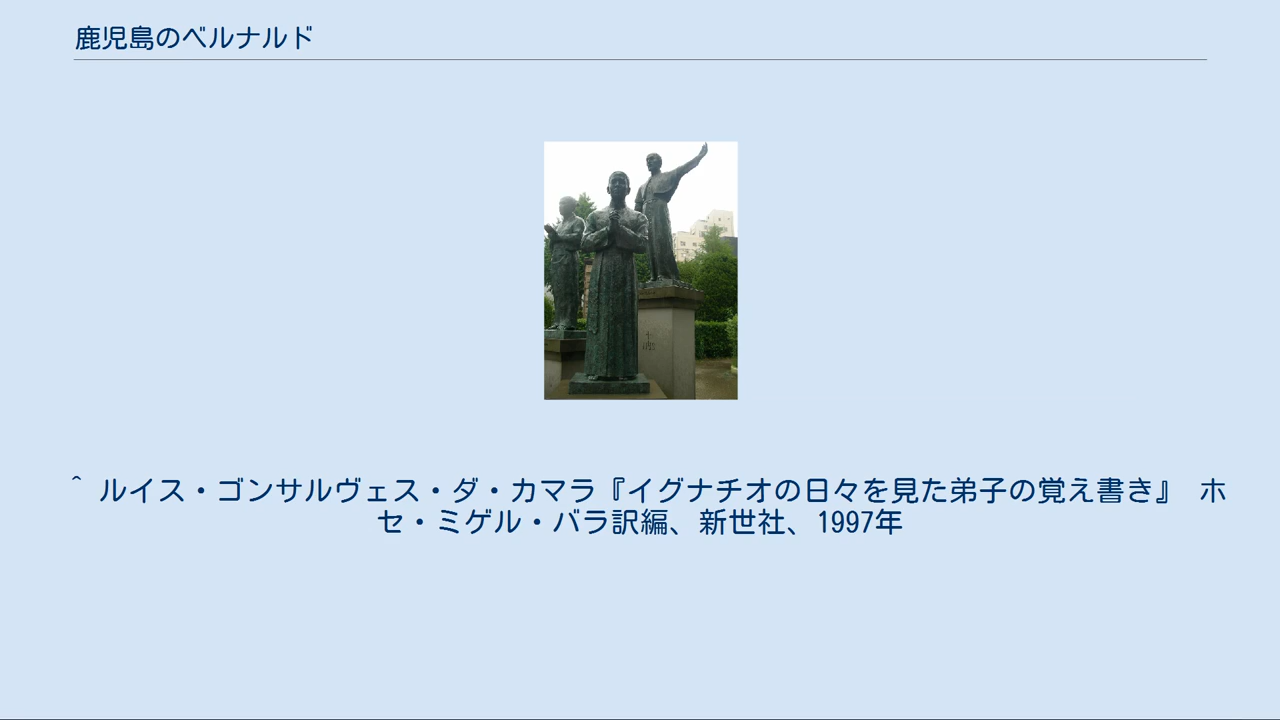 鹿児島のベルナルド
^ ルイス・ゴンサルヴェス・ダ・カマラ『イグナチオの日々を見た弟子の覚え書き』 ホ
セ・ミゲル・バラ訳編、新世社、1997年